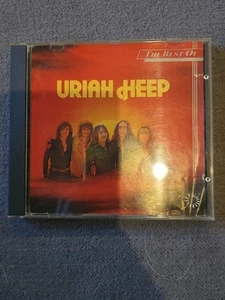 THE BEST OF
URIAH HEEP